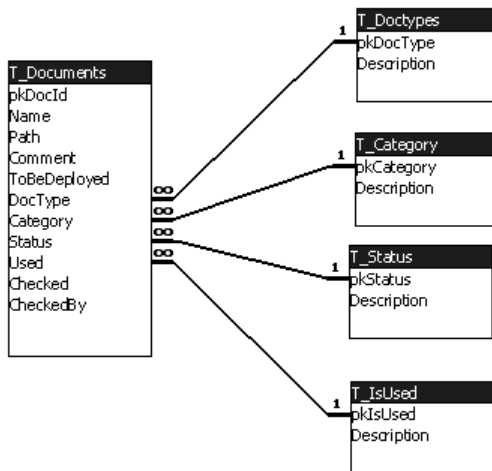 T_Documents
pkDocId
Name
Path
Comment
ToBeDeployed
DocType
Category
Status
Used
Checked
CheckedBy
∞
∞
∞
∞
1
T_Doctypes
pkDocType
Description
1
T_Category
pkCategory
Description
1
T_Status
pkStatus
Description
1
T_IsUsed
pkIsUsed
Description